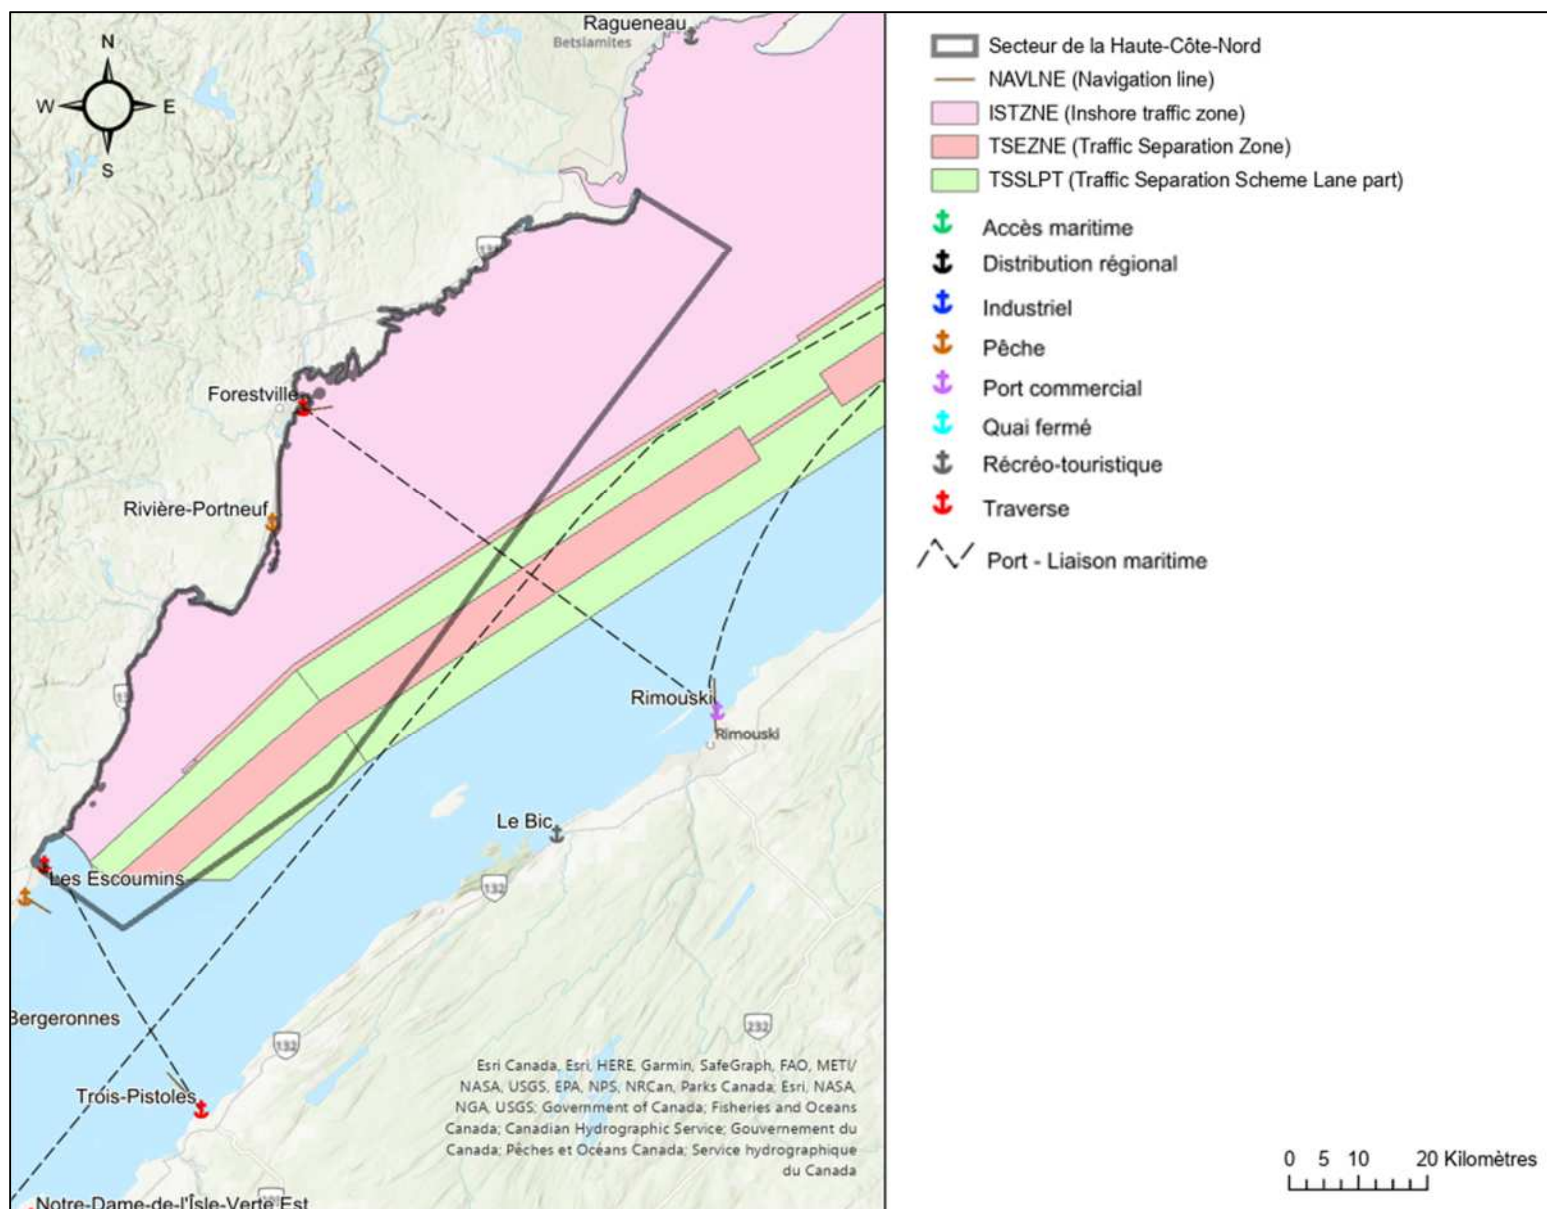 Ragueneau
Betslamites
N
W
E
S
Forestville
Rivière-Portneuf
Rimouski
Rimouski
Le Bic
132
Les Escoumins
Bergeronnes
132
232
Trois-Pistoles
Notre-Dame-de-l'Îsle-Verte Est
Esri Canada, Esri, HERE, Garmin, SafeGraph, FAO, METI/
NASA, USGS, EPA, NPS, NRCan, Parks Canada; Esri, NASA,
NGA, USGS; Government of Canada; Fisheries and Oceans
Canada; Canadian Hydrographic Service; Gouvernement du
Canada; Pêches et Océans Canada; Service hydrographique
du Canada
Secteur de la Haute-Côte-Nord
NAVLNE (Navigation line)
ISTZNE (Inshore traffic zone)
TSEZNE (Traffic Separation Zone)
TSSLPT (Traffic Separation Scheme Lane part)
Accès maritime
Distribution régional
Industriel
Pêche
Port commercial
Quai fermé
Récréo-touristique
Traverse
Port - Liaison maritime
0 5 10 20 Kilomètres